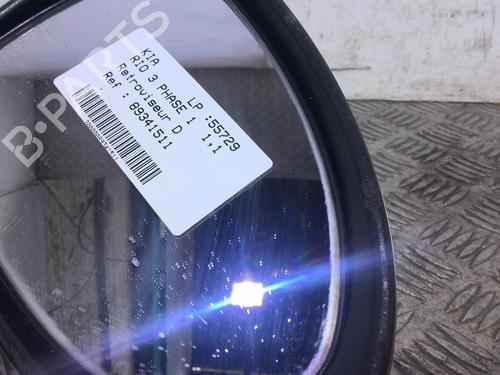 KIA LP :55729
RIO 3 PHASE 1 1,1
Retroviseur D
Ref : 89341511
B-PARTS